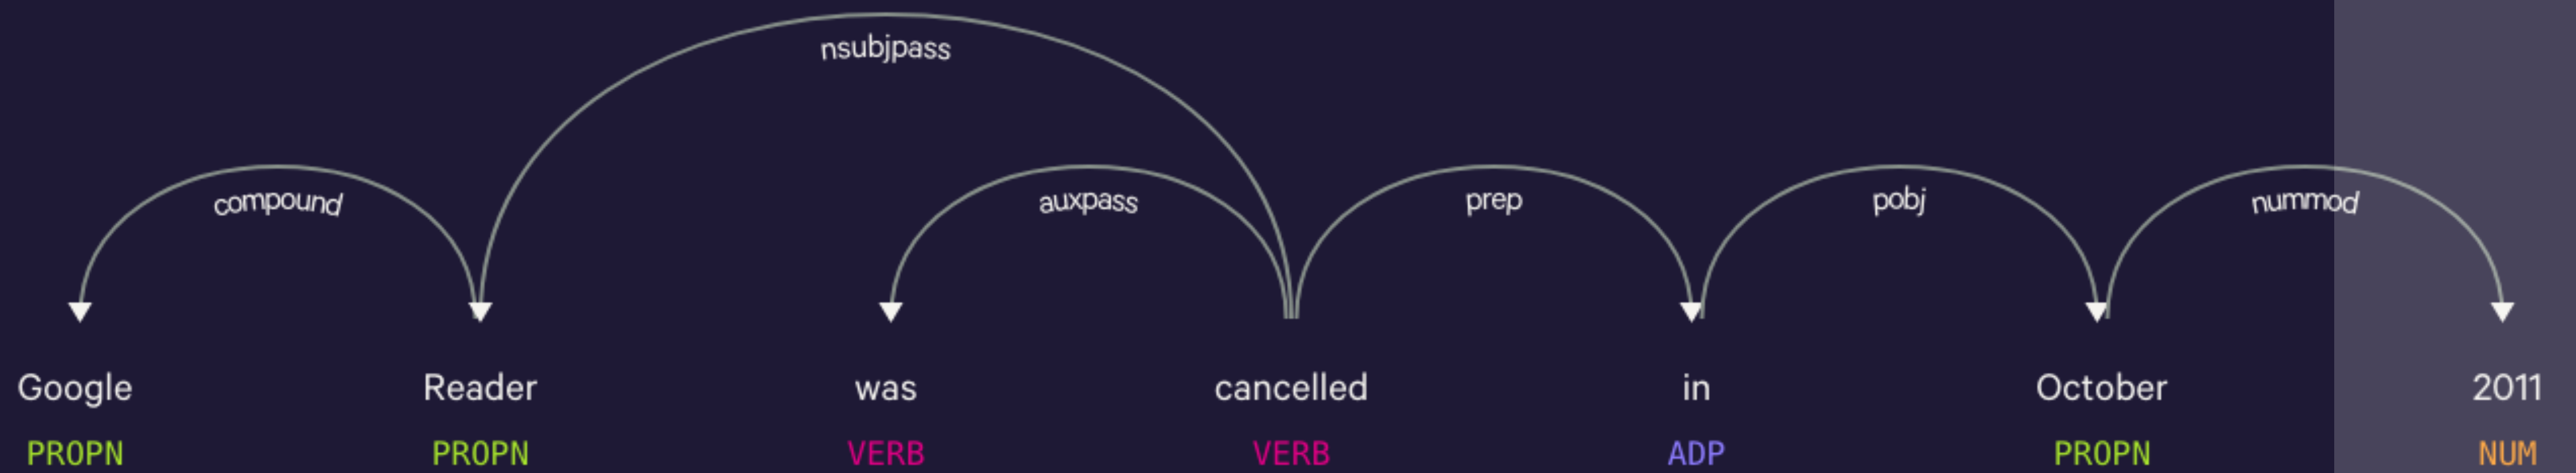 nsubjpass
compound auxpass prep pobj nummod
Google Reader was cancelled in October 2011
PROPN PROPN VERB VERB ADP PROPN NUM